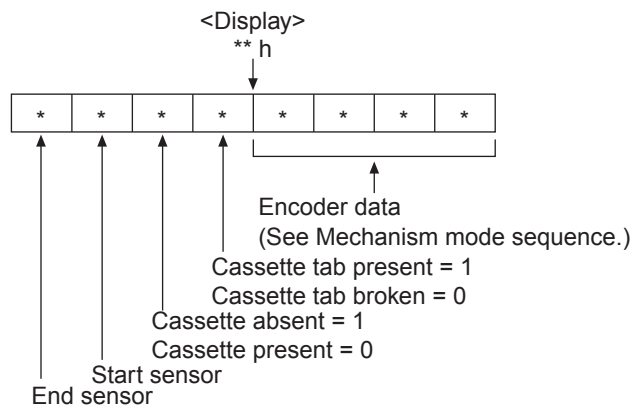 <Display>
** h
* * * * * * * *
Encoder data
(See Mechanism mode sequence.)
Cassette tab present = 1
Cassette tab broken = 0
Cassette absent = 1
Cassette present = 0
Start sensor
End sensor